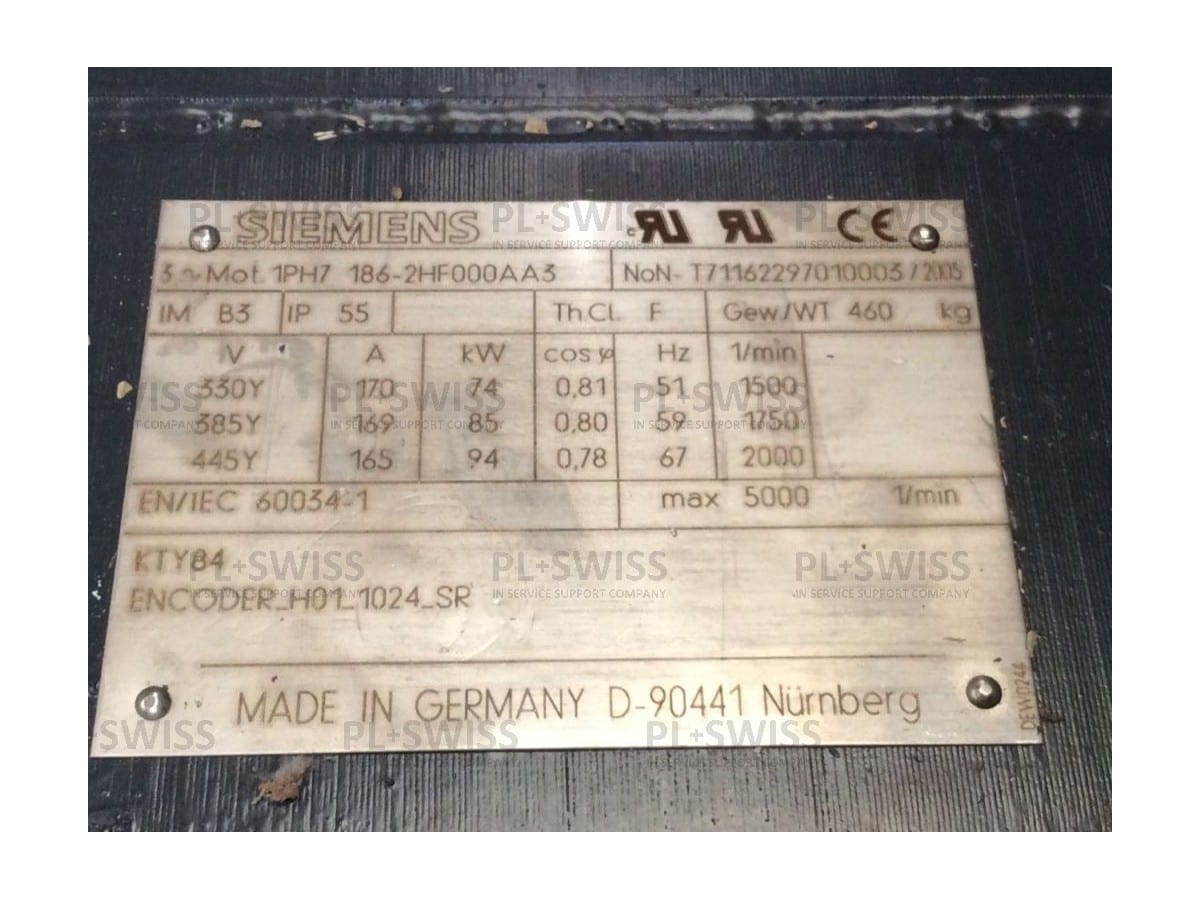 SIEMENS
3 ~ Mot. 1PH7 186-2HF000AA3 NoN- T71162297010003 / 2005
IM B3 IP 55 Th.Cl. F Gew./WT 460 kg
V A kW cos φ Hz 1/min
330Y 170 74 0,81 51 1500
385Y 169 85 0,80 59 1750
445Y 165 94 0,78 67 2000
EN/IEC 60034-1 max 5000 1/min
KTY84
ENCODER_H01_1024_SR
MADE IN GERMANY D-90441 Nürnberg
PL+SWISS
IN SERVICE SUPPORT COMPANY